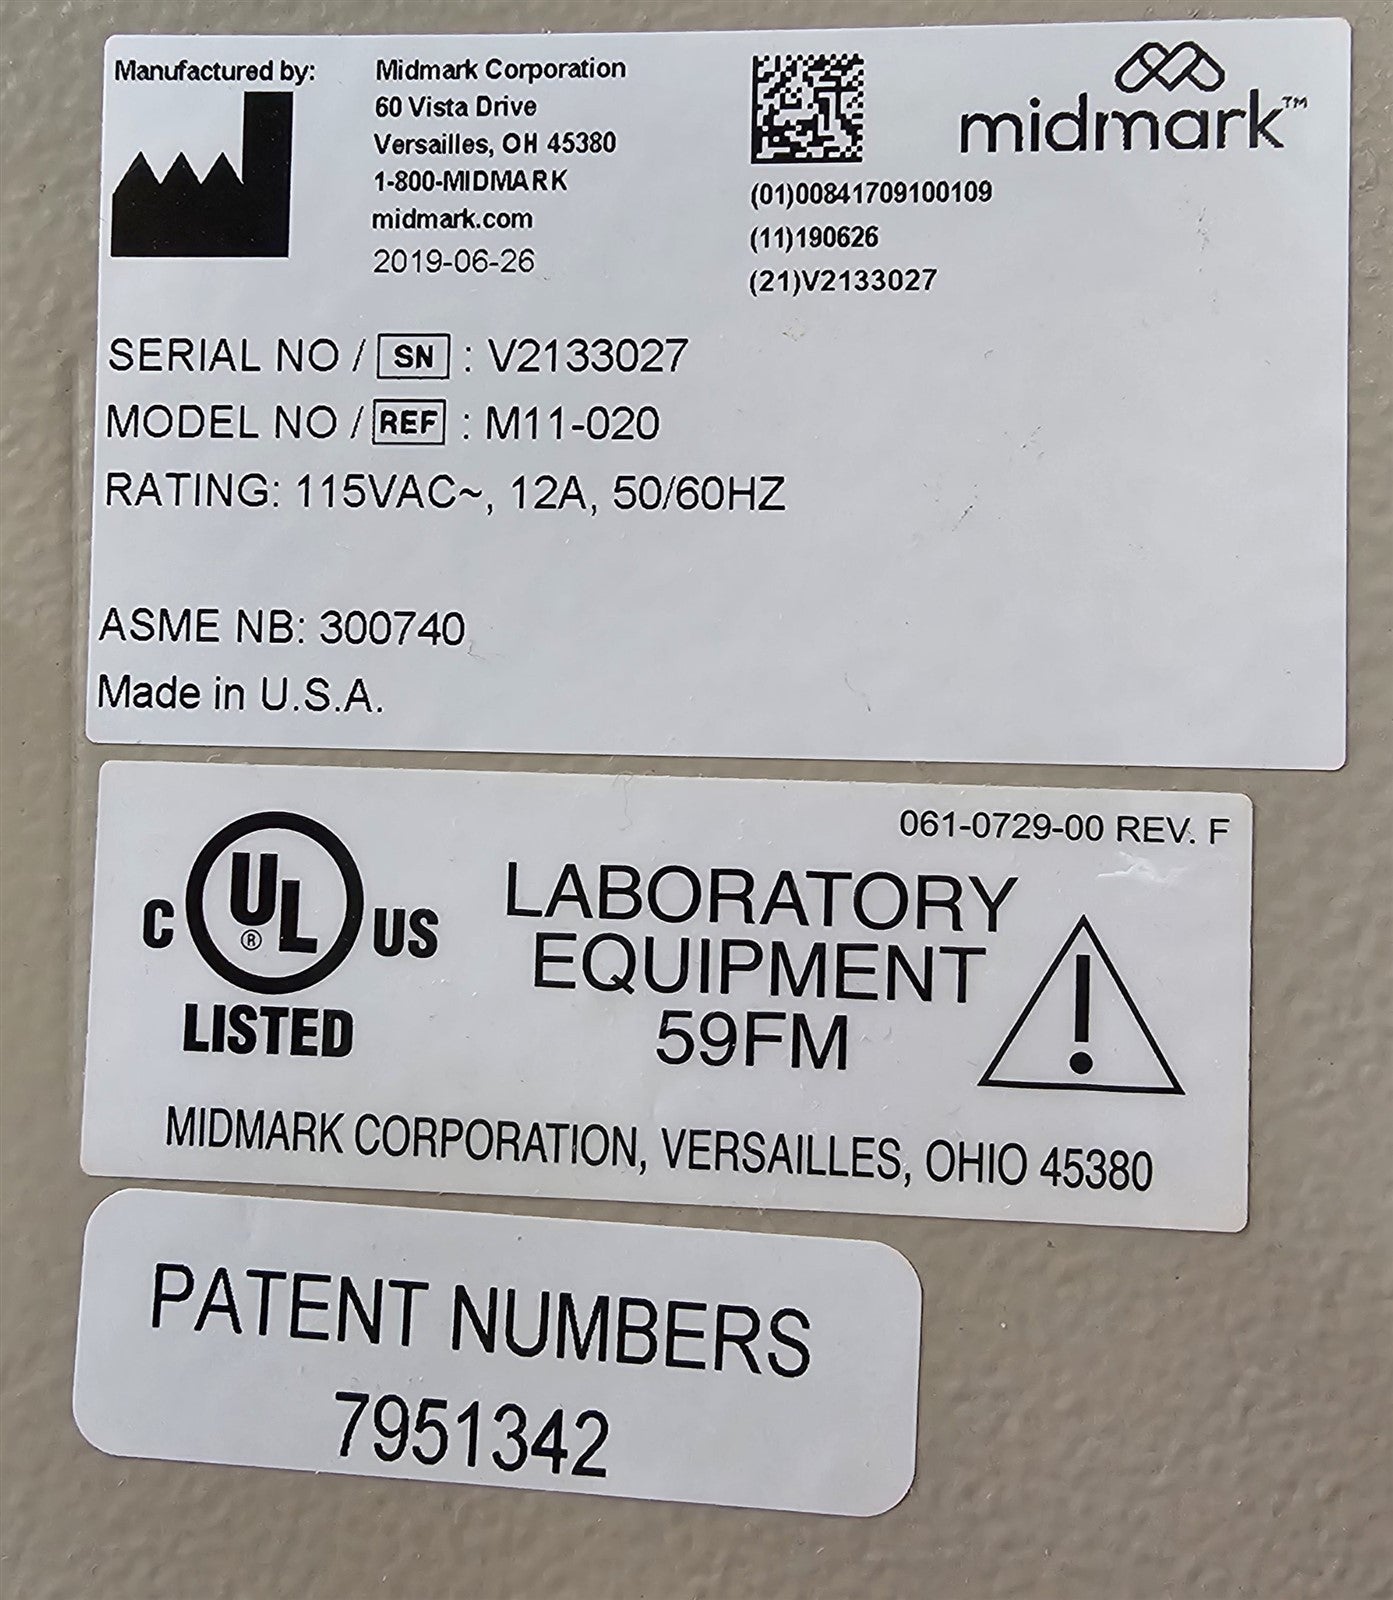 Manufactured by:
Midmark Corporation
60 Vista Drive
Versailles, OH 45380
1-800-MIDMARK
midmark.com
2019-06-26
midmark™
(01)00841709100109
(11)190626
(21)V2133027
SERIAL NO / SN : V2133027
MODEL NO / REF : M11-020
RATING: 115VAC~, 12A, 50/60HZ
ASME NB: 300740
Made in U.S.A.
061-0729-00 REV. F
C UL® US
LISTED
LABORATORY
EQUIPMENT
59FM
!
MIDMARK CORPORATION, VERSAILLES, OHIO 45380
PATENT NUMBERS
7951342